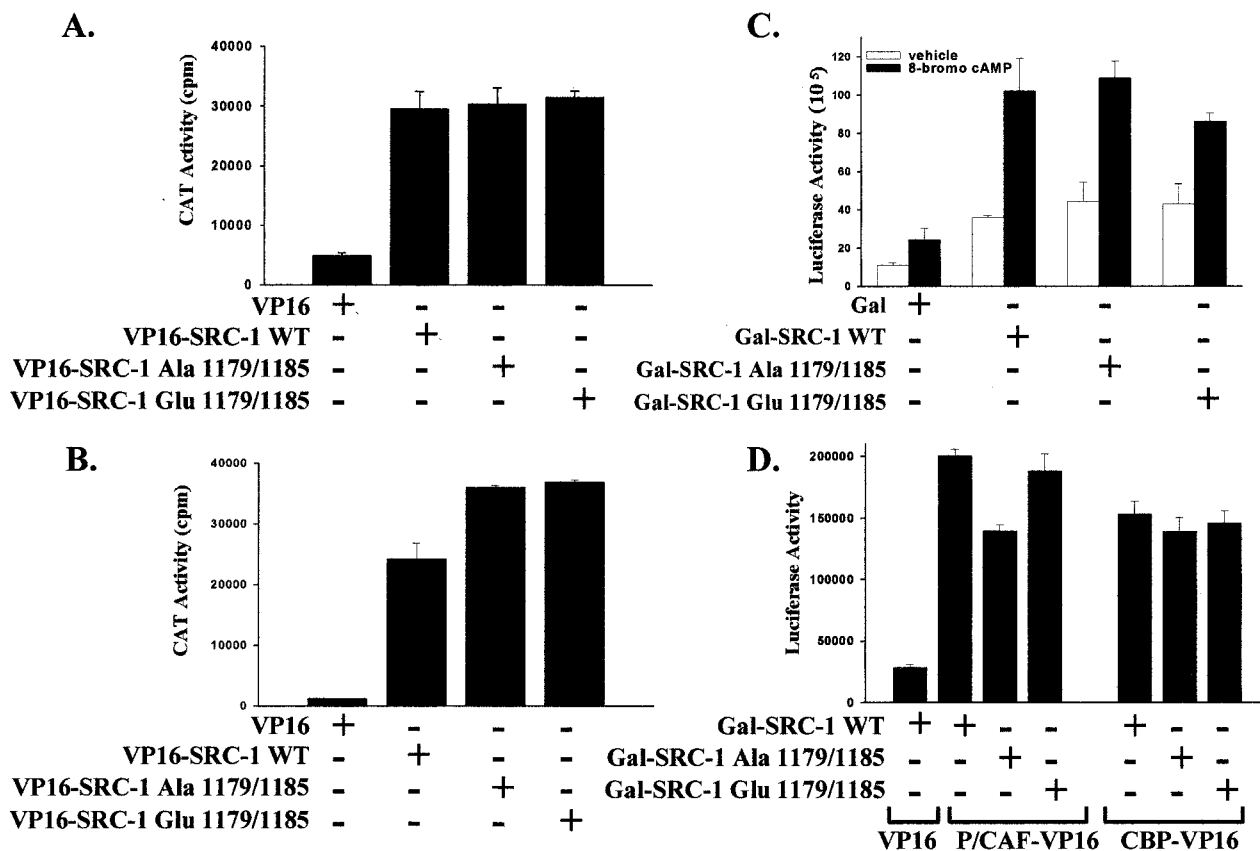 A.
CAT Activity (cpm)
40000
30000
20000
10000
0
VP16 + - - -
VP16-SRC-1 WT - + - -
VP16-SRC-1 Ala 1179/1185 - - + -
VP16-SRC-1 Glu 1179/1185 - - - +
B.
CAT Activity (cpm)
40000
30000
20000
10000
0
VP16 + - - -
VP16-SRC-1 WT - + - -
VP16-SRC-1 Ala 1179/1185 - - + -
VP16-SRC-1 Glu 1179/1185 - - - +
C.
Luciferase Activity (10 5)
vehicle
8-bromo cAMP
120
100
80
60
40
20
0
Gal + - - -
Gal-SRC-1 WT - + - -
Gal-SRC-1 Ala 1179/1185 - - + -
Gal-SRC-1 Glu 1179/1185 - - - +
D.
Luciferase Activity
200000
150000
100000
50000
0
Gal-SRC-1 WT + + - - + - -
Gal-SRC-1 Ala 1179/1185 - - + - - + -
Gal-SRC-1 Glu 1179/1185 - - - + - - +
VP16 P/CAF-VP16 CBP-VP16